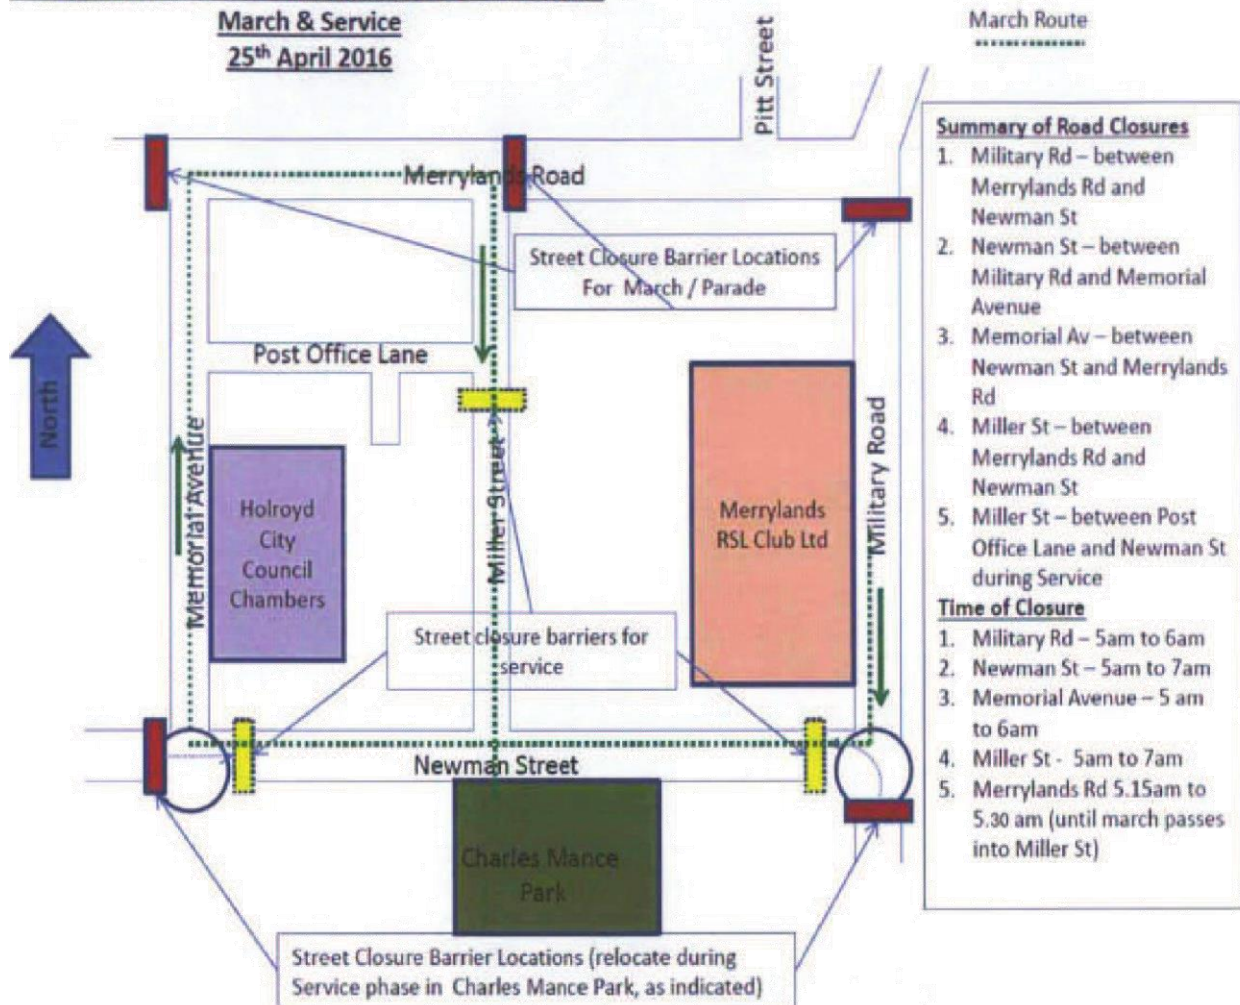 March & Service
25th April 2016
March Route
Pitt Street
Merrylands Road
Street Closure Barrier Locations
For March / Parade
Post Office Lane
North
Memorial Avenue
Miller Street
Military Road
Holroyd
City
Council
Chambers
Merrylands
RSL Club Ltd
Street closure barriers for
service
Newman Street
Charles Mance
Park
Street Closure Barrier Locations (relocate during
Service phase in Charles Mance Park, as indicated)
Summary of Road Closures
1. Military Rd – between
Merrylands Rd and
Newman St
2. Newman St – between
Military Rd and Memorial
Avenue
3. Memorial Av – between
Newman St and Merrylands
Rd
4. Miller St – between
Merrylands Rd and
Newman St
5. Miller St – between Post
Office Lane and Newman St
during Service
Time of Closure
1. Military Rd – 5am to 6am
2. Newman St – 5am to 7am
3. Memorial Avenue – 5 am
to 6am
4. Miller St - 5am to 7am
5. Merrylands Rd 5.15am to
5.30 am (until march passes
into Miller St)